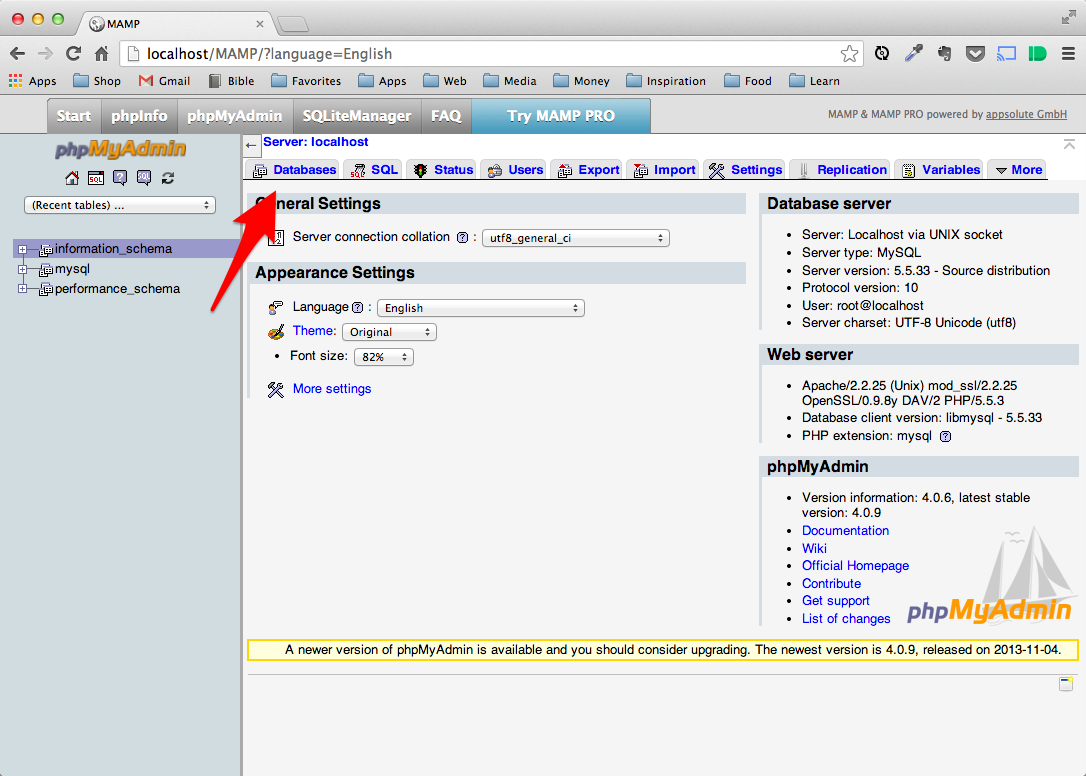 MAMP
localhost/MAMP/?language=English
Apps Shop Gmail Bible Favorites Apps Web Media Money Inspiration Food Learn
Start phpInfo phpMyAdmin SQLiteManager FAQ Try MAMP PRO
MAMP & MAMP PRO powered by appsolute GmbH
phpMyAdmin
SQL
(Recent tables) ...
information_schema
mysql
performance_schema
Server: localhost
Databases SQL Status Users Export Import Settings Replication Variables More
General Settings
Server connection collation : utf8_general_ci
Appearance Settings
Language : English
Theme: Original
Font size: 82%
More settings
Database server
Server: Localhost via UNIX socket
Server type: MySQL
Server version: 5.5.33 - Source distribution
Protocol version: 10
User: root@localhost
Server charset: UTF-8 Unicode (utf8)
Web server
Apache/2.2.25 (Unix) mod_ssl/2.2.25
OpenSSL/0.9.8y DAV/2 PHP/5.5.3
Database client version: libmysql - 5.5.33
PHP extension: mysql
phpMyAdmin
Version information: 4.0.6, latest stable
version: 4.0.9
Documentation
Wiki
Official Homepage
Contribute
Get support
List of changes
phpMyAdmin
A newer version of phpMyAdmin is available and you should consider upgrading. The newest version is 4.0.9, released on 2013-11-04.